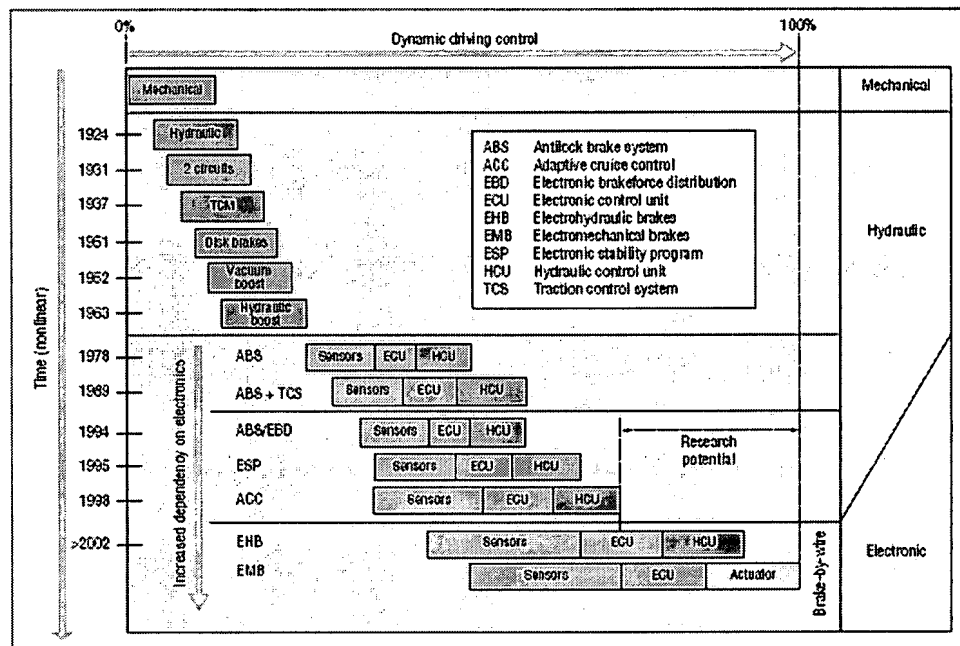 0%
100%
Dynamic driving control
Mechanical
Mechanical
1924
Hydraulic
1931
2 circuits
1937
TCM
1961
Disk brakes
1952
Vacuum
boost
1963
Hydraulic
boost
ABS Antilock brake system
ACC Adaptive cruise control
EBD Electronic brakeforce distribution
ECU Electronic control unit
EHB Electrohydraulic brakes
EMB Electromechanical brakes
ESP Electronic stability program
HCU Hydraulic control unit
TCS Traction control system
Hydraulic
Time (nonlinear)
Increased dependency on electronics
1978
ABS
Sensors ECU HCU
1969
ABS + TCS
Sensors ECU HCU
1994
ABS/EBD
Sensors ECU HCU
Research
potential
1995
ESP
Sensors ECU HCU
1998
ACC
Sensors ECU HCU
>2002
EHB
Sensors ECU HCU
EMB
Sensors ECU Actuator
Brake-by-wire
Electronic